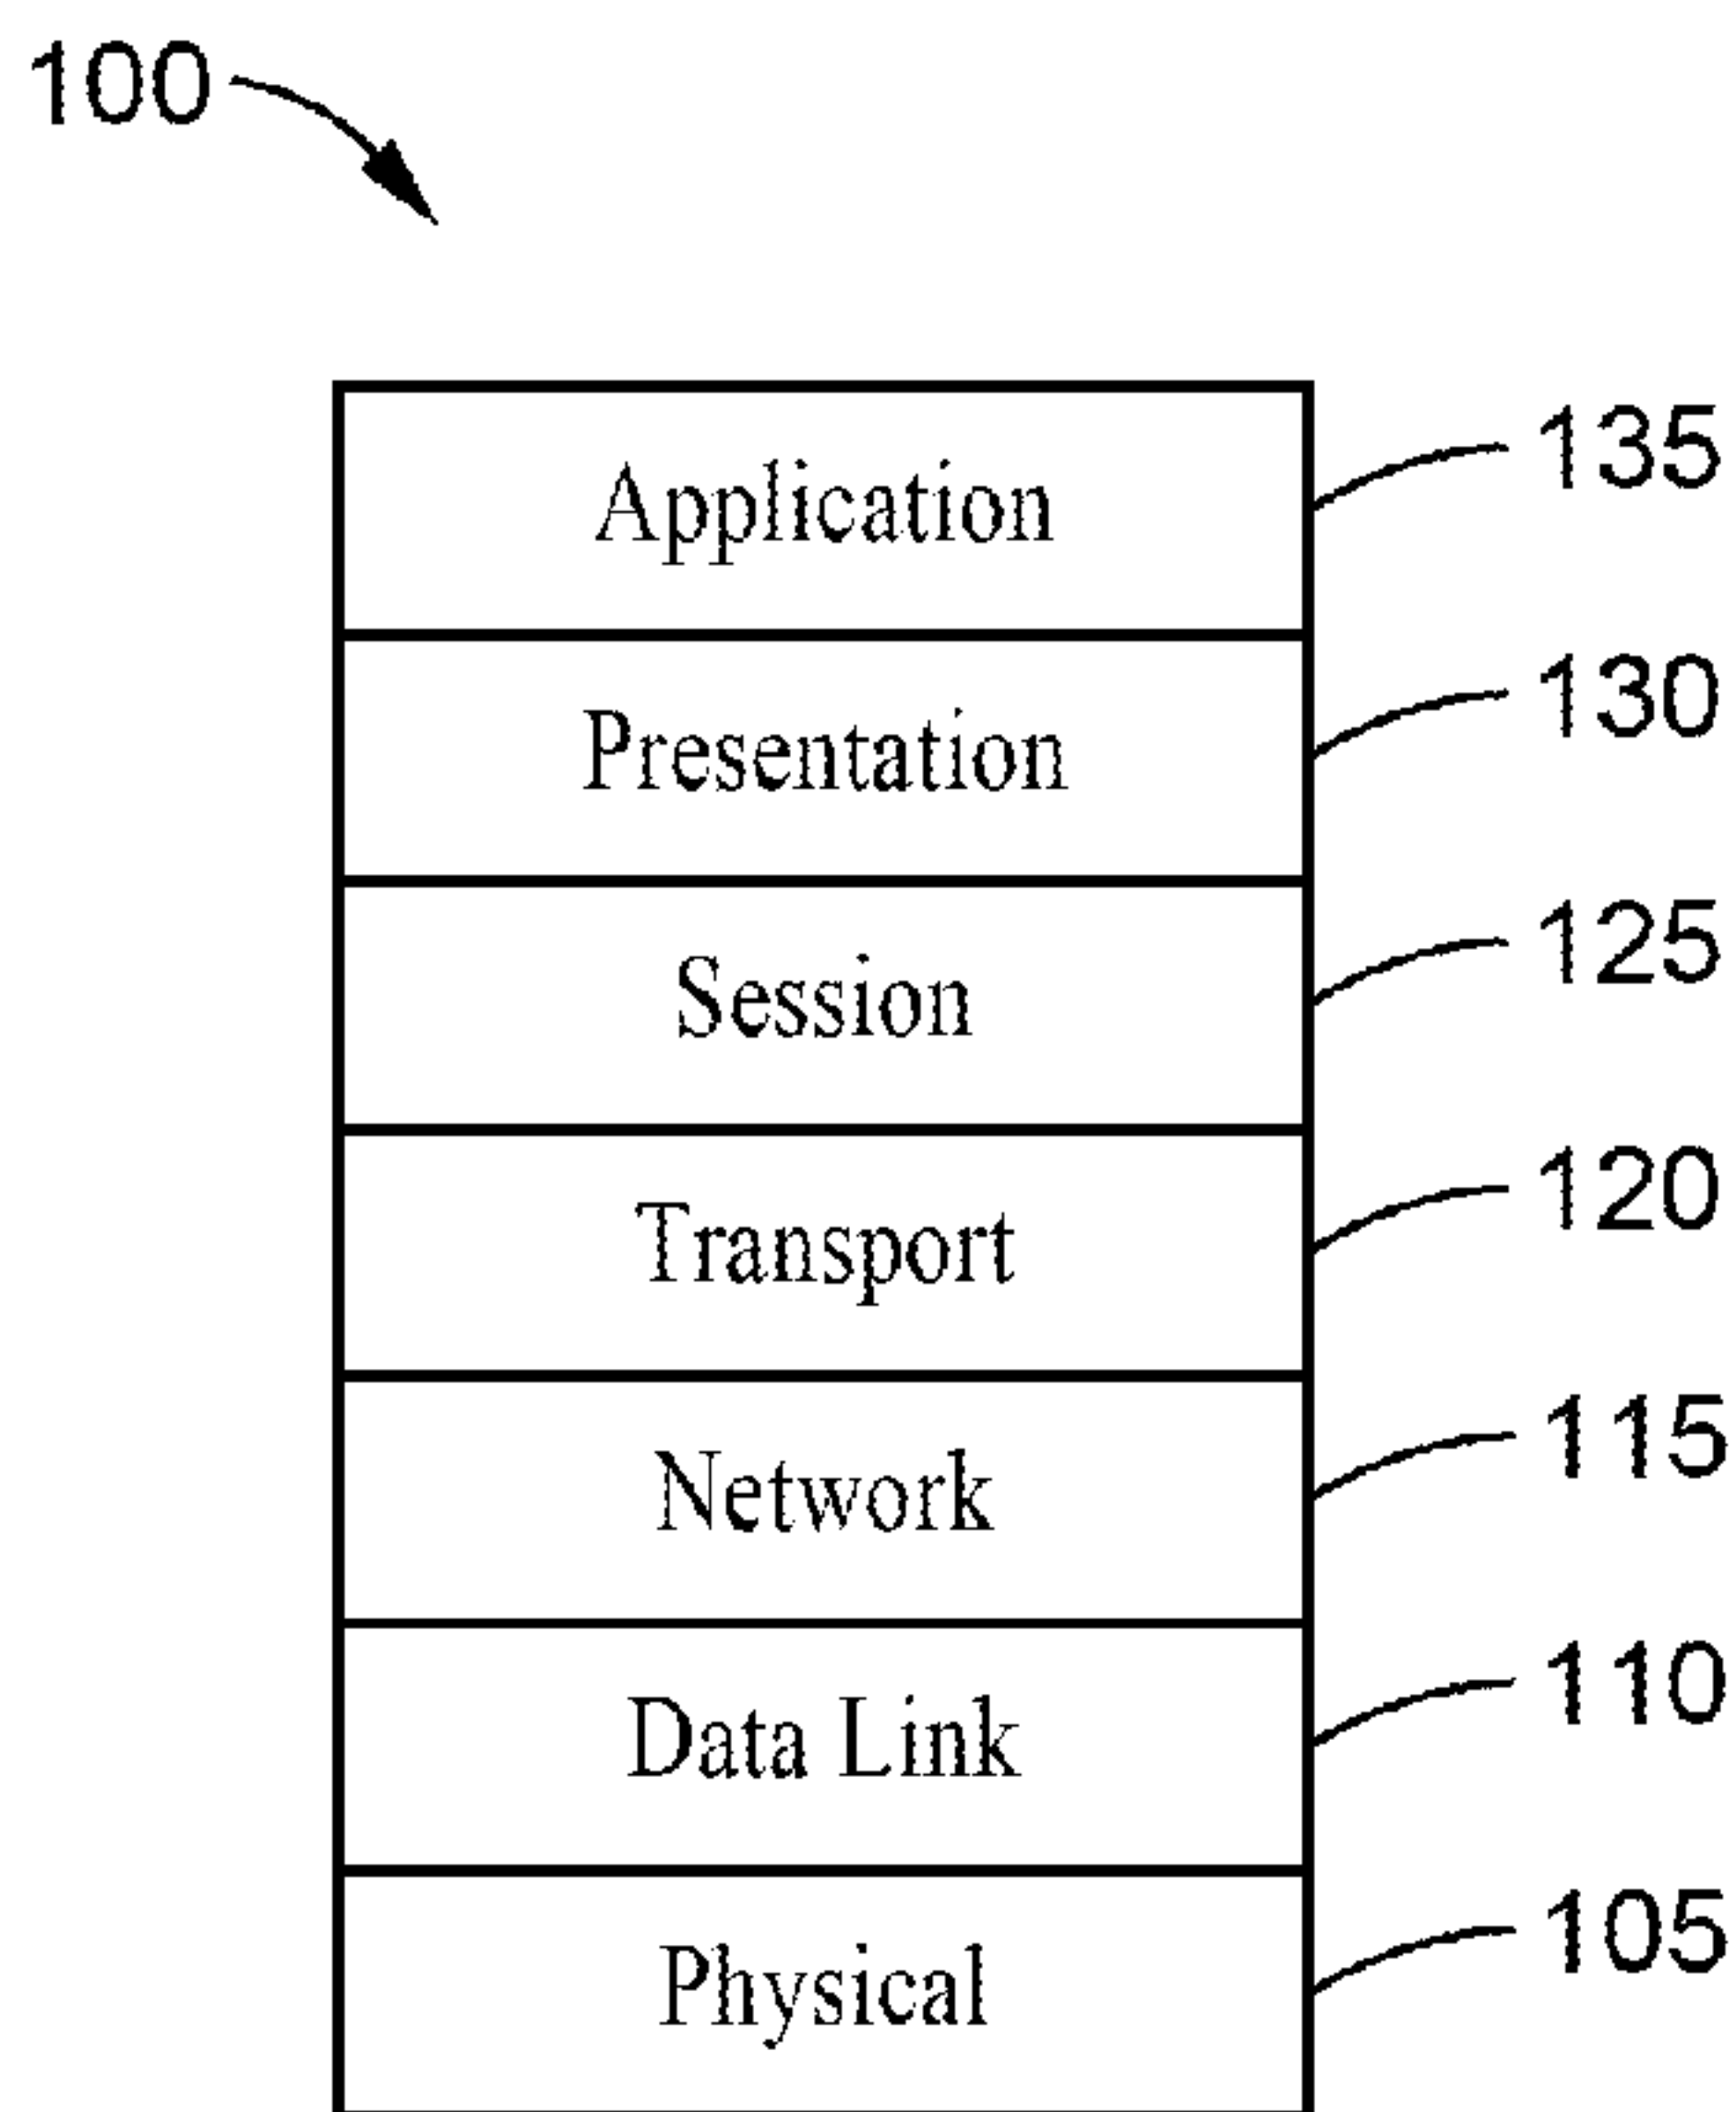 100
Application 135
Presentation 130
Session 125
Transport 120
Network 115
Data Link 110
Physical 105